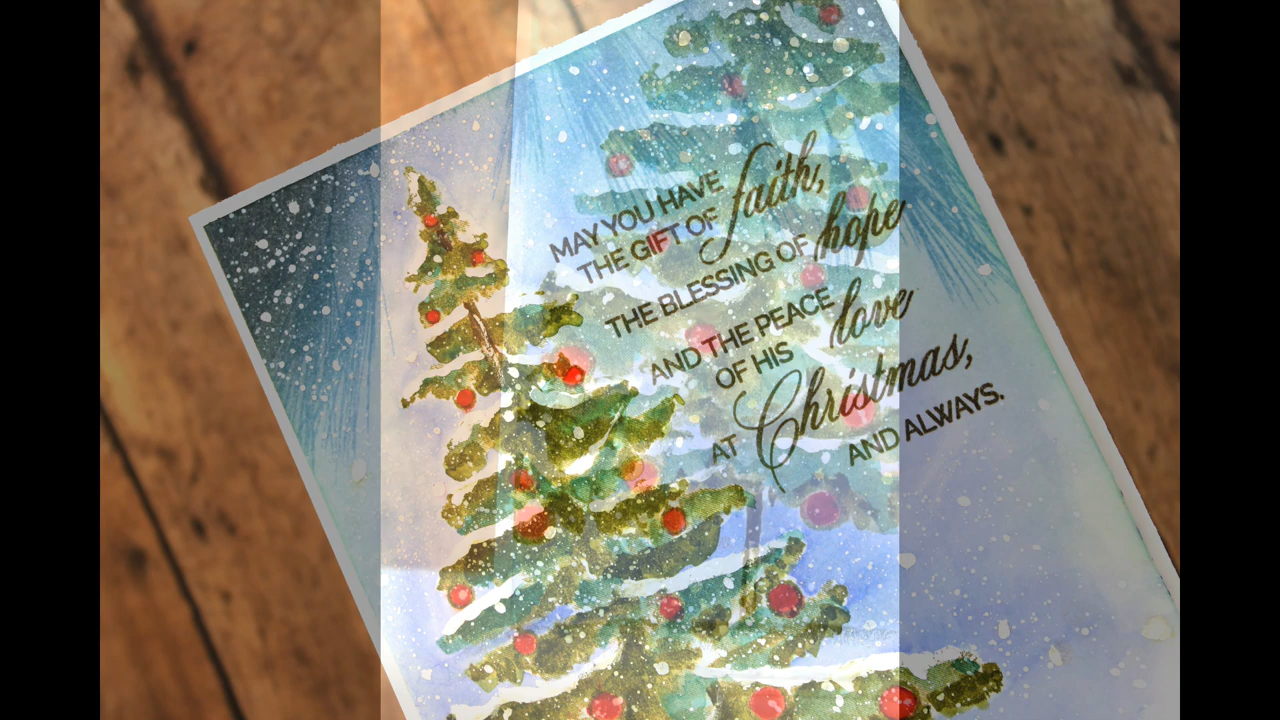 MAY YOU HAVE
THE GIFT OF faith,
THE BLESSING OF hope
AND THE PEACE
OF HIS love
AT Christmas,
AND ALWAYS.